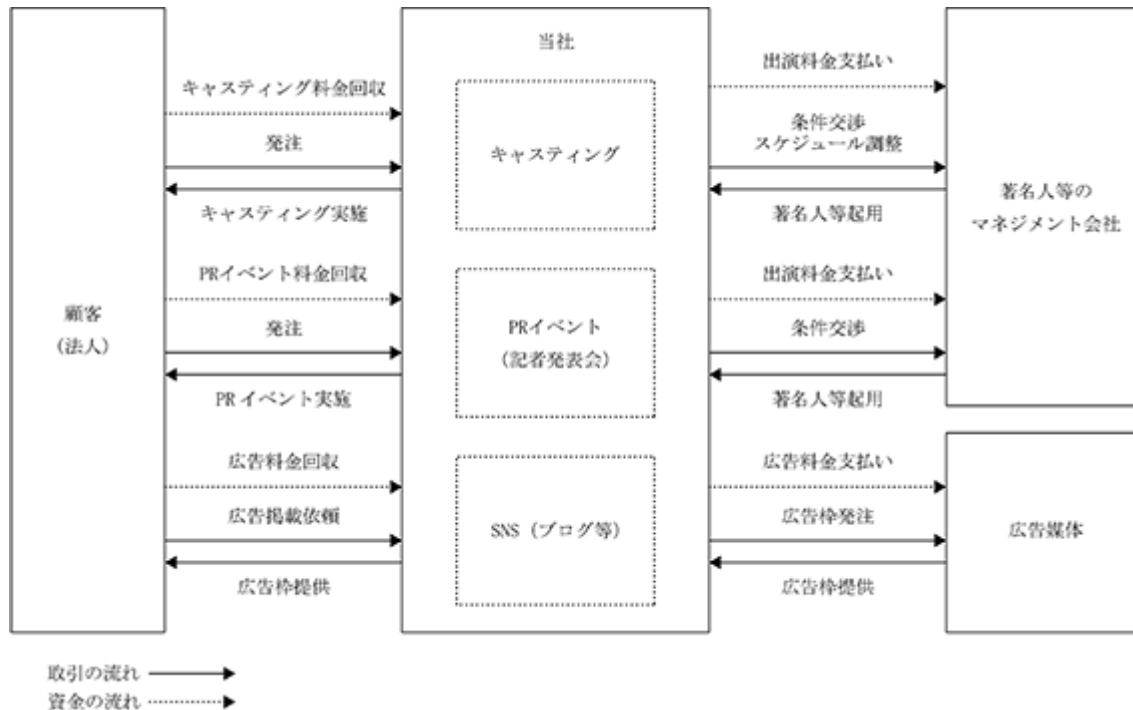 当社
キャスティング料金回収
発注
キャスティング実施
キャスティング
出演料金支払い
条件交渉
スケジュール調整
著名人等起用
著名人等の
マネジメント会社
顧客
(法人)
PRイベント料金回収
発注
PRイベント実施
PRイベント
(記者発表会)
出演料金支払い
条件交渉
著名人等起用
広告料金回収
広告掲載依頼
広告枠提供
SNS (ブログ等)
広告料金支払い
広告枠発注
広告枠提供
広告媒体
取引の流れ
資金の流れ